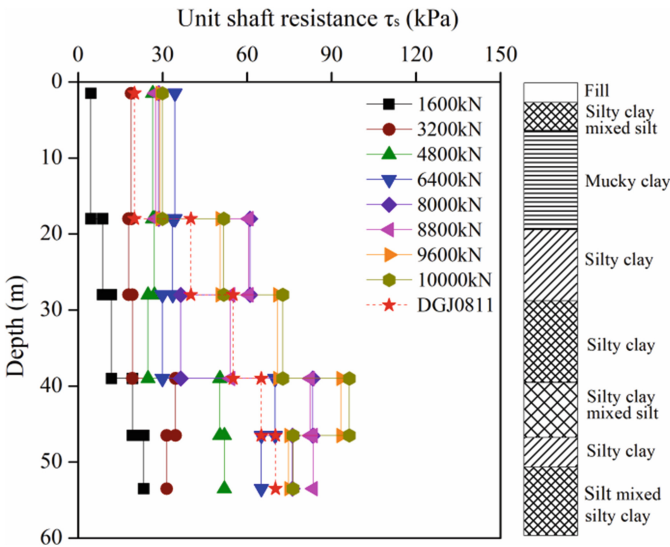 Unit shaft resistance τs (kPa)
0 30 60 90 120 150
0
10
20
30
40
50
60
Depth (m)
1600kN
3200kN
4800kN
6400kN
8000kN
8800kN
9600kN
10000kN
DGJ0811
Fill
Silty clay
mixed silt
Mucky clay
Silty clay
Silty clay
Silty clay
mixed silt
Silty clay
Silt mixed
silty clay